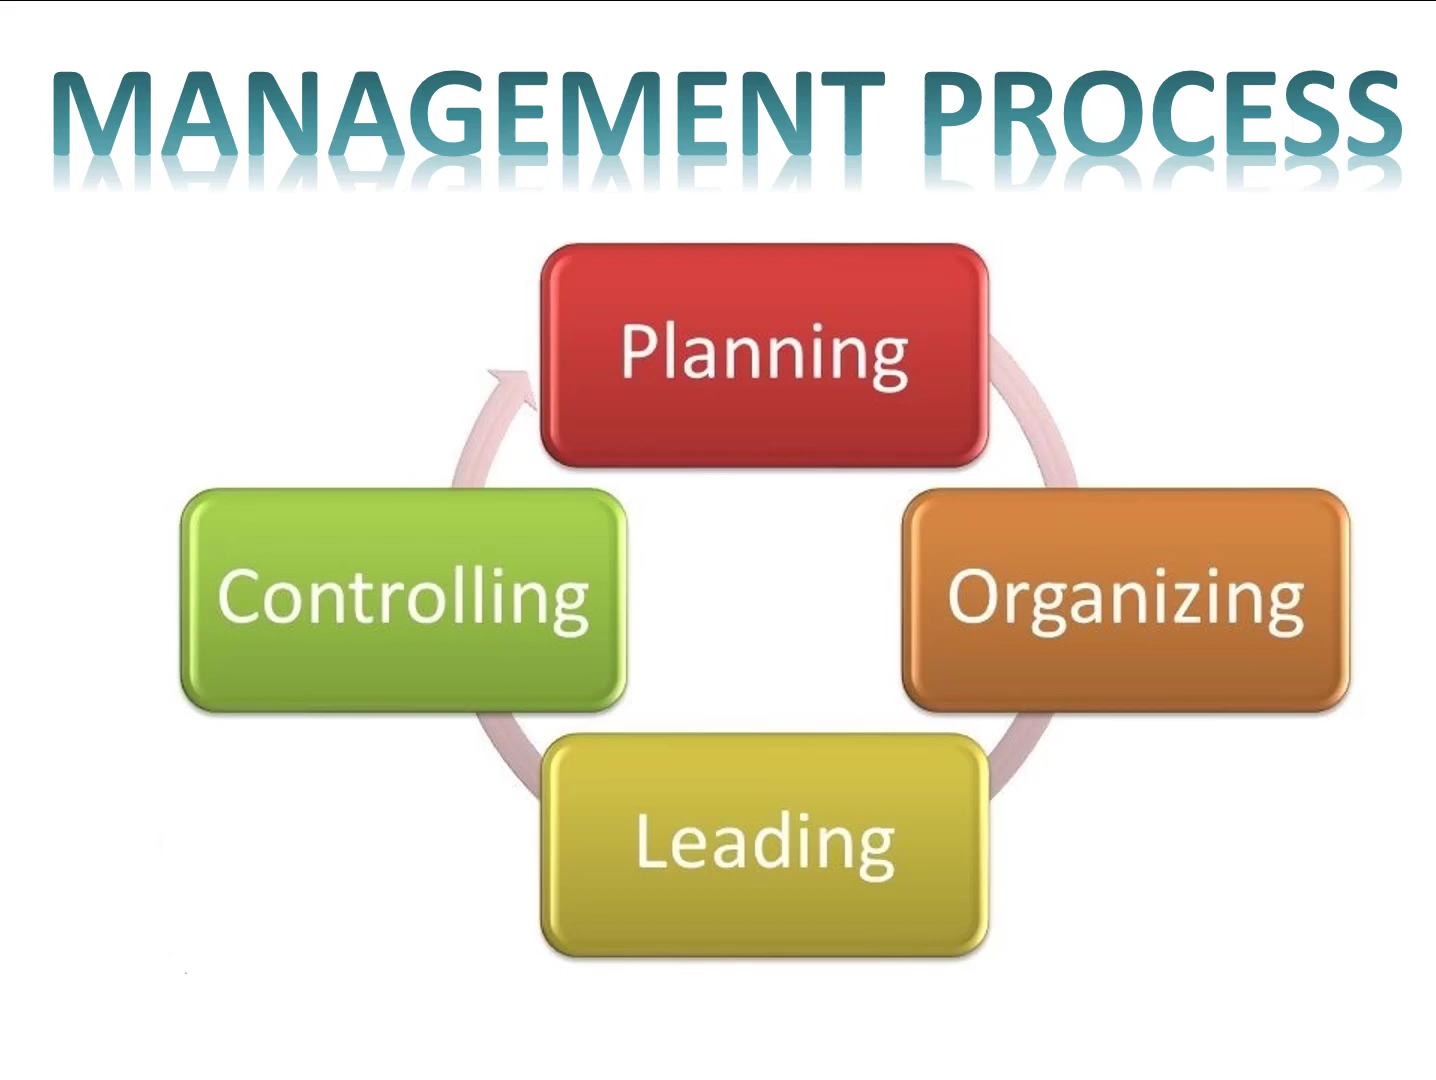 MANAGEMENT PROCESS
Planning
Controlling
Organizing
Leading